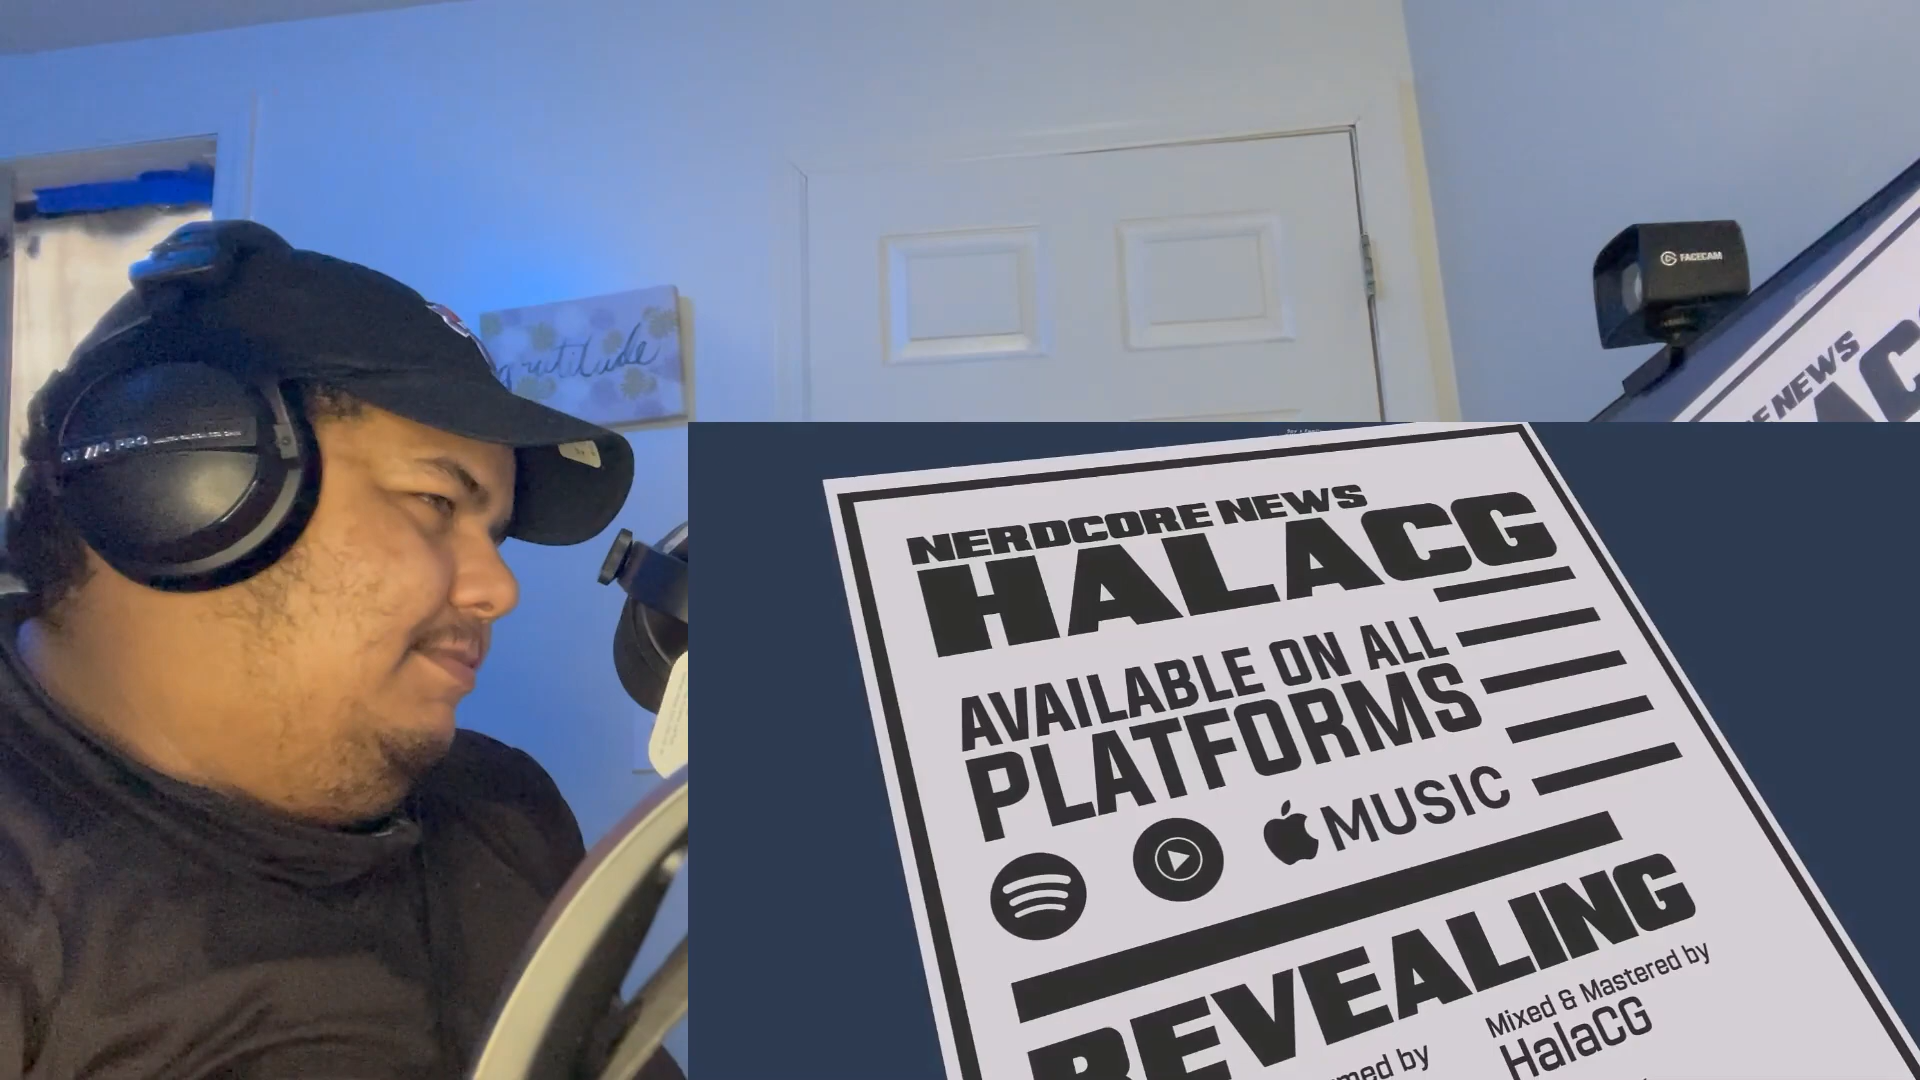 gratitude
FACECAM
E NEWS
NERDCORE NEWS
HALACG
AVAILABLE ON ALL
PLATFORMS
MUSIC
REVEALING
Mixed & Mastered by
HalaCG
med by